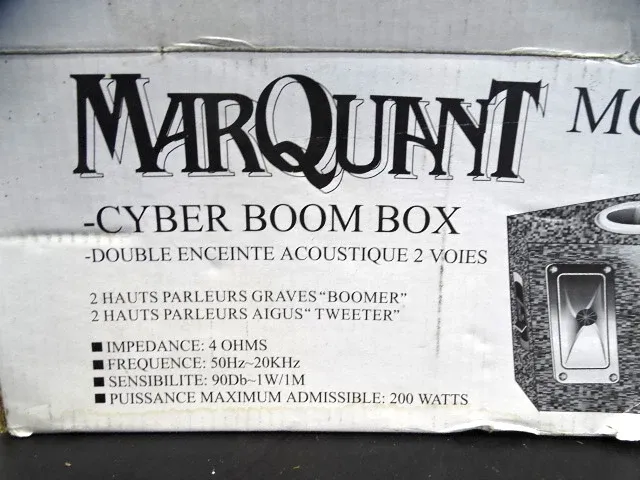 MARQUANT
-CYBER BOOM BOX
-DOUBLE ENCEINTE ACOUSTIQUE 2 VOIES
2 HAUTS PARLEURS GRAVES "BOOMER"
2 HAUTS PARLEURS AIGUS" TWEETER"
■ IMPEDANCE: 4 OHMS
■ FREQUENCE: 50Hz~20KHz
■ SENSIBILITE: 90Db~1W/1M
■ PUISSANCE MAXIMUM ADMISSIBLE: 200 WATTS